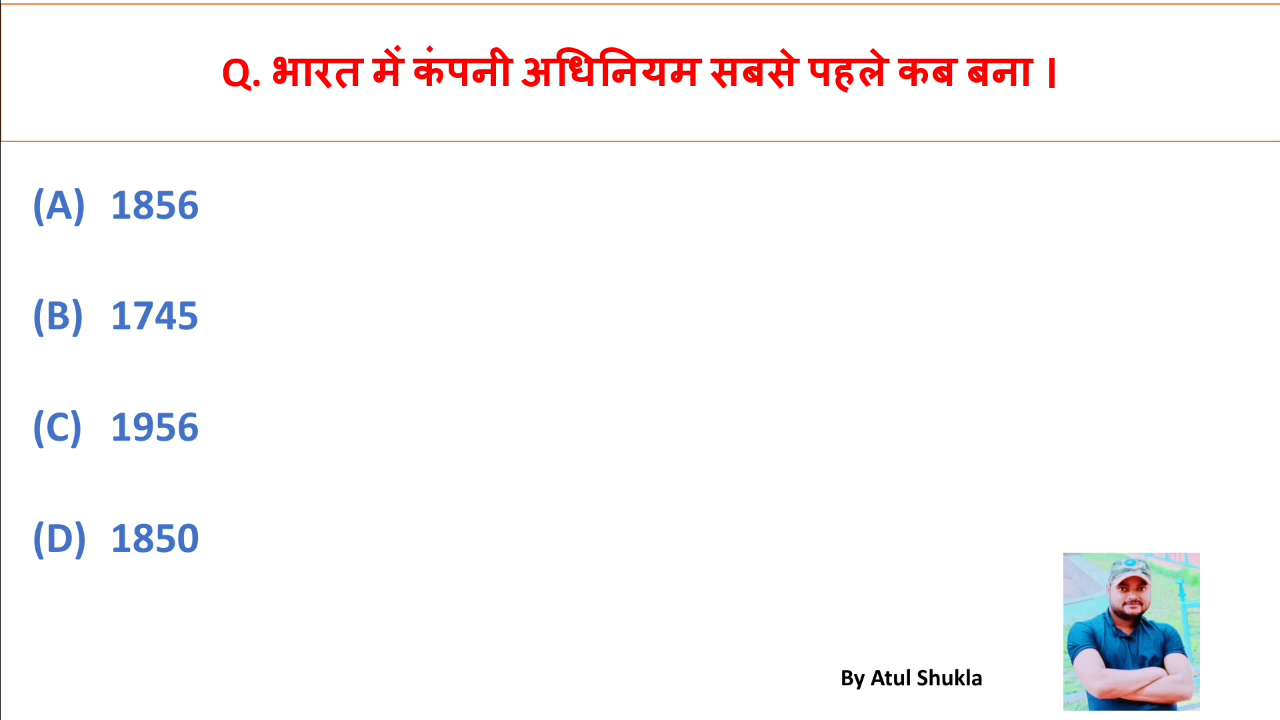 Q. भारत में कंपनी अधिनियम सबसे पहले कब बना ।
(A) 1856
(B) 1745
(C) 1956
(D) 1850
By Atul Shukla